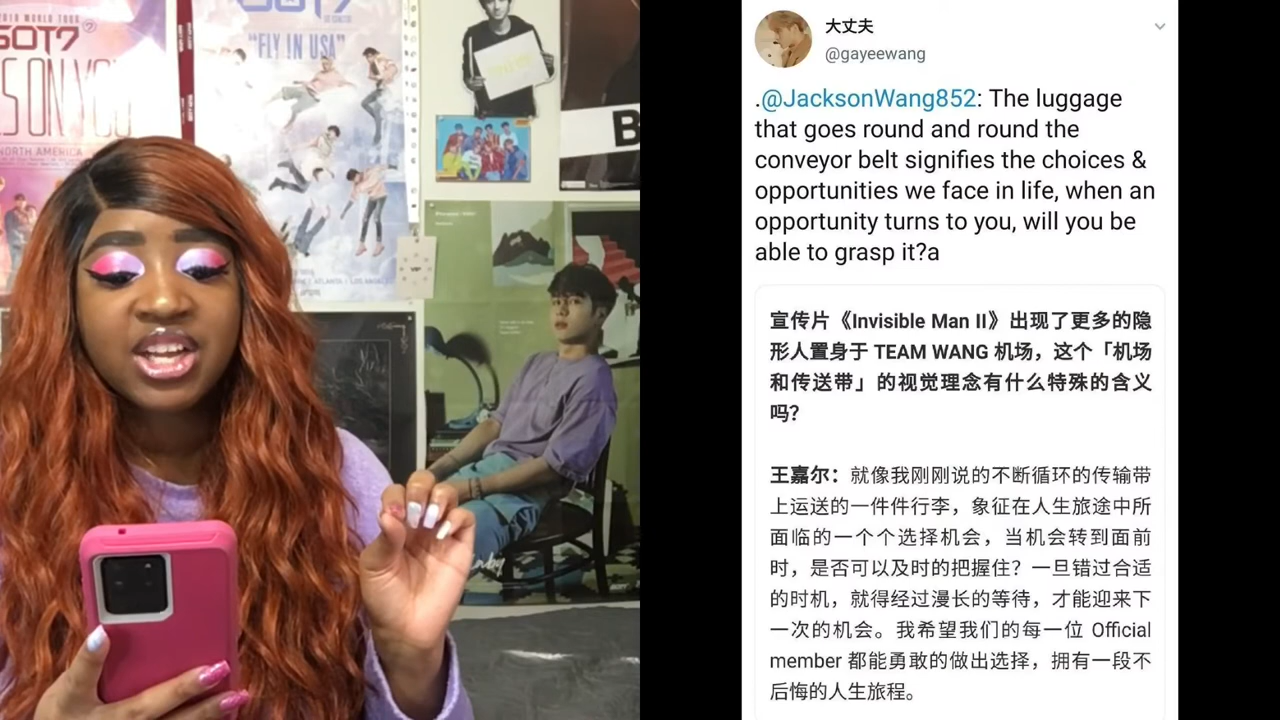 GOT7
"FLY IN USA"
NORTH AMERICA
VIP
B
大丈夫
@gayeewang
.@JacksonWang852: The luggage
that goes round and round the
conveyor belt signifies the choices &
opportunities we face in life, when an
opportunity turns to you, will you be
able to grasp it?a
宣传片《Invisible Man II》出现了更多的隐
形人置身于 TEAM WANG 机场，这个「机场
和传送带」的视觉理念有什么特殊的含义
吗？
王嘉尔：就像我刚刚说的不断循环的传输带
上运送的一件件行李，象征在人生旅途中所
面临的一个个选择机会，当机会转到面前
时，是否可以及时的把握住？一旦错过合适
的时机，就得经过漫长的等待，才能迎来下
一次的机会。我希望我们的每一位 Official
member 都能勇敢的做出选择，拥有一段不
后悔的人生旅程。